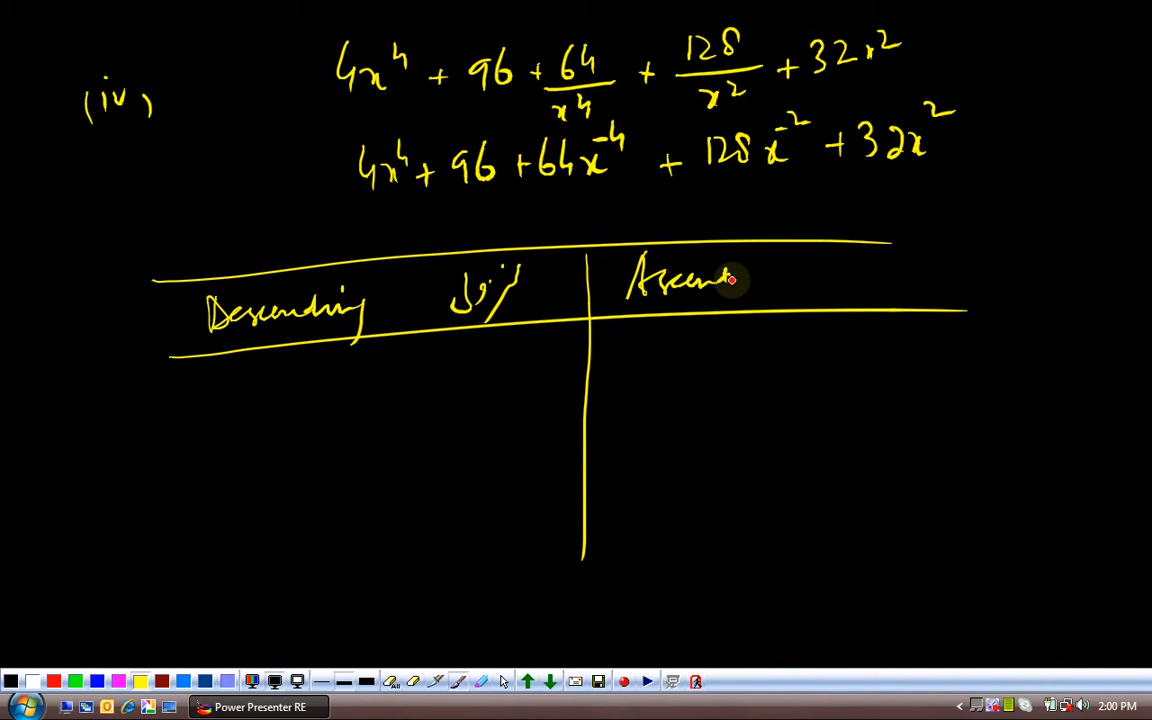 (iv) 4x⁴ + 96 + 64/x⁴ + 128/x² + 32x²
4x⁴ + 96 + 64x⁻⁴ + 128x⁻² + 32x²
Descending نزولی Ascend
Power Presenter RE
2:00 PM